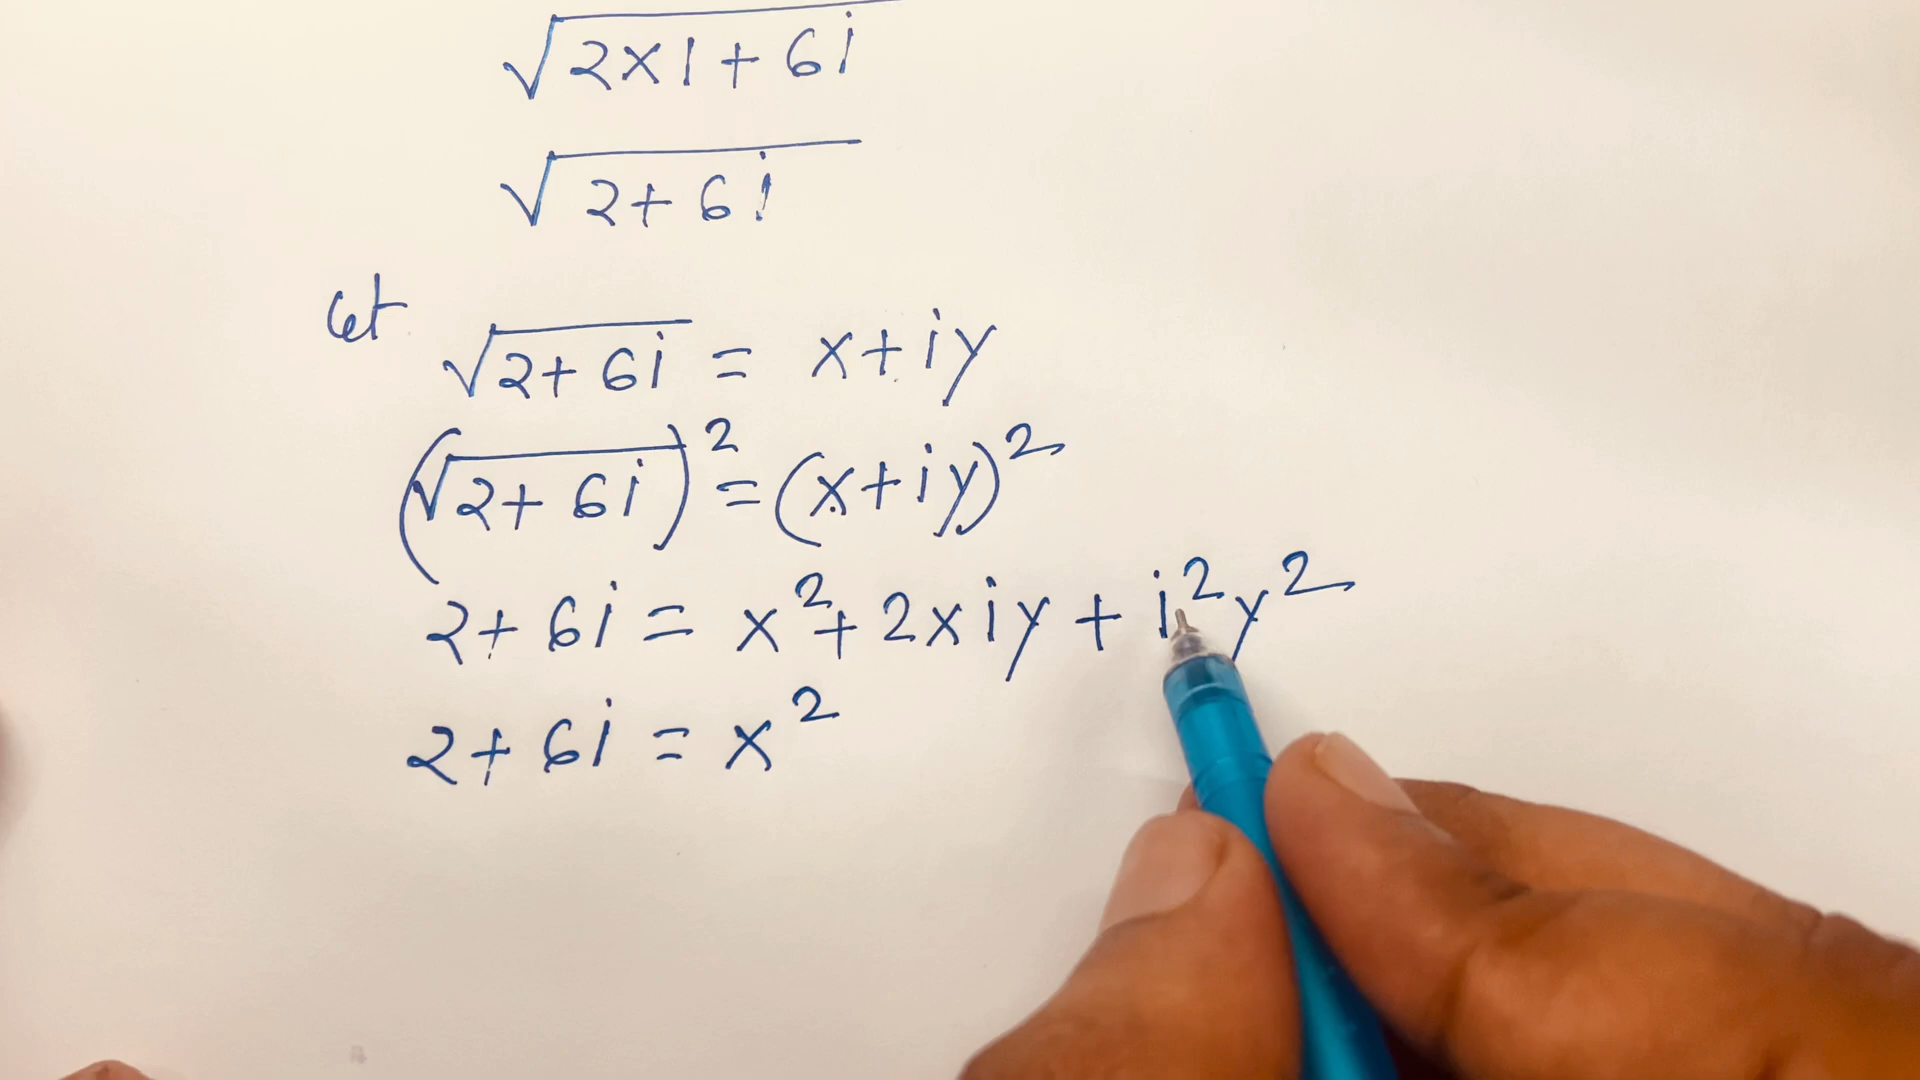 √2×1+6i
√2+6i
let
√2+6i = x+iy
(√2+6i)² = (x+iy)²
2+6i = x²+2xiy+i²y²
2+6i = x²